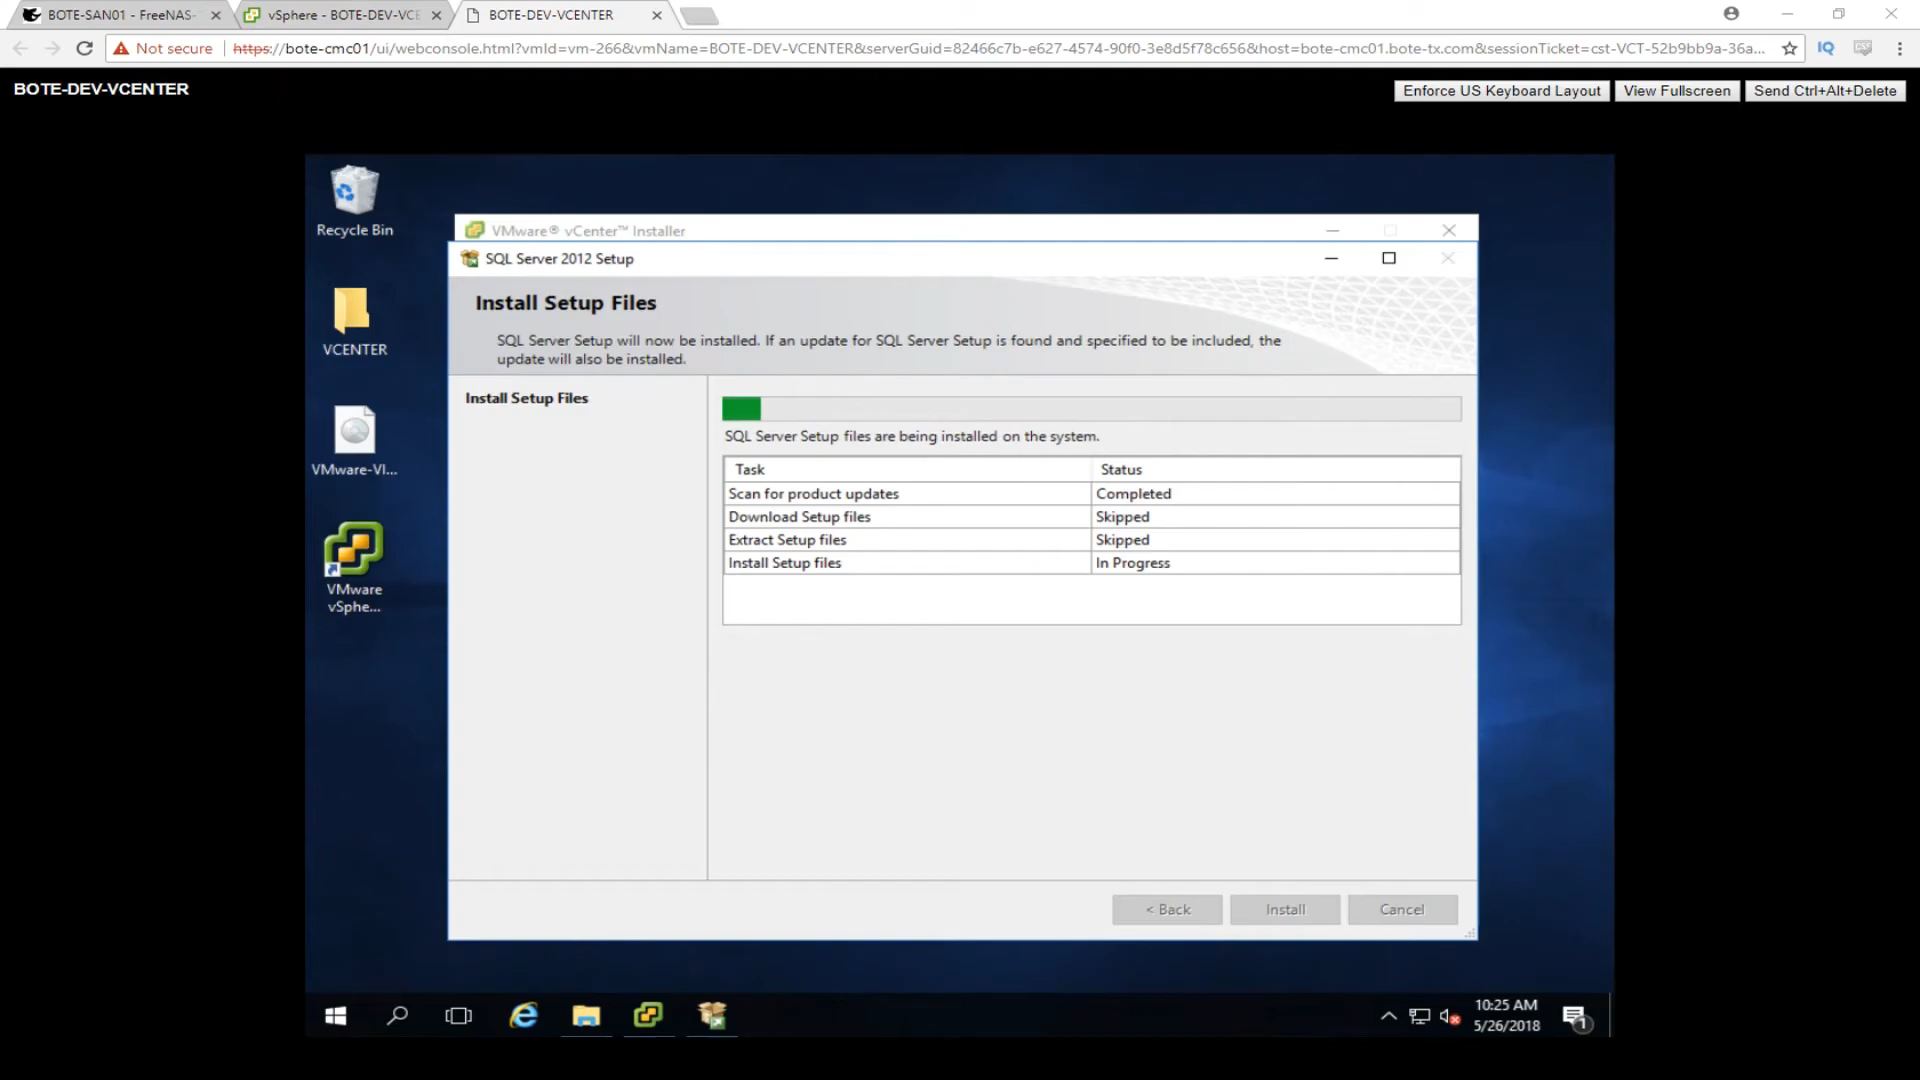 BOTE-SAN01 - FreeNAS-
vSphere - BOTE-DEV-VCE
BOTE-DEV-VCENTER
Not secure
https://bote-cmc01/ui/webconsole.html?vmId=vm-266&vmName=BOTE-DEV-VCENTER&serverGuid=82466c7b-e627-4574-90f0-3e8d5f78c656&host=bote-cmc01.bote-tx.com&sessionTicket=cst-VCT-52b9bb9a-36a...
IQ
BOTE-DEV-VCENTER
Enforce US Keyboard Layout
View Fullscreen
Send Ctrl+Alt+Delete
Recycle Bin
VCENTER
VMware-VI...
VMware
vSphe...
VMware® vCenter™ Installer
SQL Server 2012 Setup
Install Setup Files
SQL Server Setup will now be installed. If an update for SQL Server Setup is found and specified to be included, the
update will also be installed.
Install Setup Files
SQL Server Setup files are being installed on the system.
Task Status
Scan for product updates Completed
Download Setup files Skipped
Extract Setup files Skipped
Install Setup files In Progress
< Back
Install
Cancel
10:25 AM
5/26/2018
1